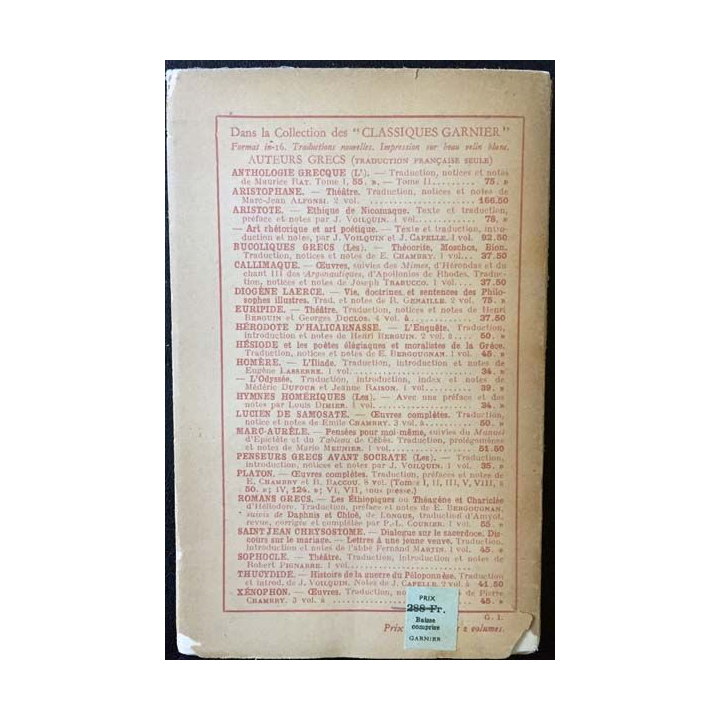 Dans la Collection des "CLASSIQUES GARNIER"
Format in-16. Traductions nouvelles. Impression sur beau velin blanc.
AUTEURS GRECS (TRADUCTION FRANÇAISE SEULE)
ANTHOLOGIE GRECQUE (L'). — Traduction, notices et notes
de Maurice RAT. Tome I, 55. » — Tome II......... 75. »
ARISTOPHANE. — Théâtre. Traduction, notices et notes de
Marc-Jean ALFONSI. 2 vol. .................... 166.50
ARISTOTE. — Ethique de Nicomaque. Texte et traduction,
préface et notes par J. VOILQUIN. 1 vol........... 78. »
— Art rhétorique et art poétique. — Texte et traduction, intro-
duction et notes, par J. VOILQUIN et J. CAPELLE. 1 vol. 92.50
BUCOLIQUES GRECS (Les). — Théocrite, Moschos, Bion.
Traduction, notices et notes de E. CHAMBRY. 1 vol... 37.50
CALLIMAQUE. — Œuvres, suivies des Mimes, d'Hérondas et du
chant III des Argonautiques, d'Apollonios de Rhodes. Traduc-
tion, notices et notes de Joseph TRABUCCO. 1 vol.... 37.50
DIOGÈNE LAERCE. — Vie, doctrines et sentences des Philo-
sophes illustres. Trad. et notes de R. GENAILLE. 2 vol. 75. »
EURIPIDE. — Théâtre. Traduction, notices et notes de Henri
BERGUIN et Georges DUCLOS. 4 vol. à.............. 37.50
HÉRODOTE D'HALICARNASSE. — L'Enquête. Traduction,
introduction et notes de Henri BERGUIN. 2 vol. à..... 50. »
HÉSIODE et les poètes élégiaques et moralistes de la Grèce.
Traduction, notices et notes de E. BERGOUGNAN. 1 vol. 45. »
HOMÈRE. — L'Iliade. Traduction, introduction et notes de
Eugène LASSERRE. 1 vol........................ 34. »
— L'Odyssée. Traduction, introduction, index et notes de
Médéric DUFOUR et Jeanne RAISON. 1 vol........... 39. »
HYMNES HOMÉRIQUES (Les). — Avec une préface et des
notes par Louis DIMIER. 1 vol.................... 34. »
LUCIEN DE SAMOSATE. — Œuvres complètes. Traduction,
notice et notes de Emile CHAMBRY. 3 vol. à......... 50. »
MARC-AURÈLE. — Pensées pour moi-même, suivies du Manuel
d'Epictète et du Tableau de Cébès. Traduction, prolégomènes
et notes de Mario MEUNIER. 1 vol................ 51.50
PENSEURS GRECS AVANT SOCRATE (Les). — Traduction,
introduction, notices et notes par J. VOILQUIN. 1 vol. 35. »
PLATON. — Œuvres complètes. Traduction, préfaces et notes de
E. CHAMBRY et R. BACCOU. 8 vol. (Tomes I, II, III, V, VIII, à
50. »; IV, 124. »; VI, VII, sous presse.)
ROMANS GRECS. — Les Éthiopiques ou Théagène et Chariclée
d'Héliodore. Traduction, préface et notes de E. BERGOUGNAN,
suivis de Daphnis et Chloé, de LONGUS, traduction d'Amyot,
revue, corrigée et complétée par P.-L. COURIER. 1 vol. 55. »
SAINT JEAN CHRYSOSTOME. — Dialogue sur le sacerdoce. Dis-
cours sur le mariage. — Lettres à une jeune veuve. Traduction,
introduction et notes de l'abbé Fernand MARTIN. 1 vol. 45. »
SOPHOCLE. — Théâtre. Traduction, introduction et notes de
Robert PIGNARRE. 1 vol.........................
THUCYDIDE. — Histoire de la guerre du Péloponnèse. Traduction
et introd. de J. VOILQUIN. Notes de J. CAPELLE. 2 vol. à 41.50
XÉNOPHON. — Œuvres. Traduction, de Pierre
CHAMBRY. 3 vol. à 45. »
G. 1.
Prix 2 volumes.
PRIX
288 Fr.
Baisse
comprise
GARNIER